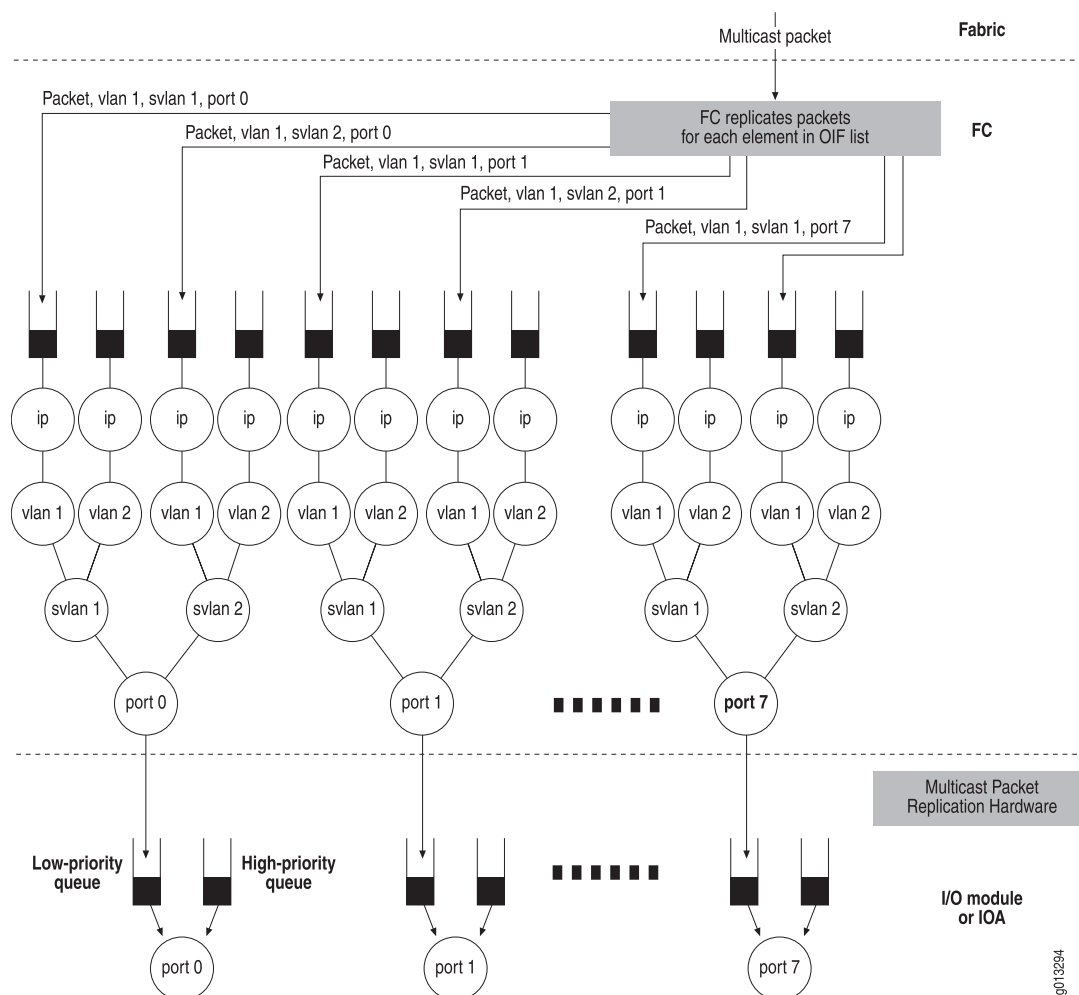 Multicast packet
Fabric
Packet, vlan 1, svlan 1, port 0
FC replicates packets
for each element in OIF list
FC
Packet, vlan 1, svlan 2, port 0
Packet, vlan 1, svlan 1, port 1
Packet, vlan 1, svlan 2, port 1
Packet, vlan 1, svlan 1, port 7
ip ip ip ip ip ip ip ip ip ip ip ip
vlan 1 vlan 2 vlan 1 vlan 2 vlan 1 vlan 2 vlan 1 vlan 2 vlan 1 vlan 2 vlan 1 vlan 2
svlan 1 svlan 2 svlan 1 svlan 2 svlan 1 svlan 2
port 0 port 1 port 7
Multicast Packet
Replication Hardware
Low-priority
queue
High-priority
queue
I/O module
or IOA
port 0 port 1 port 7
g013294